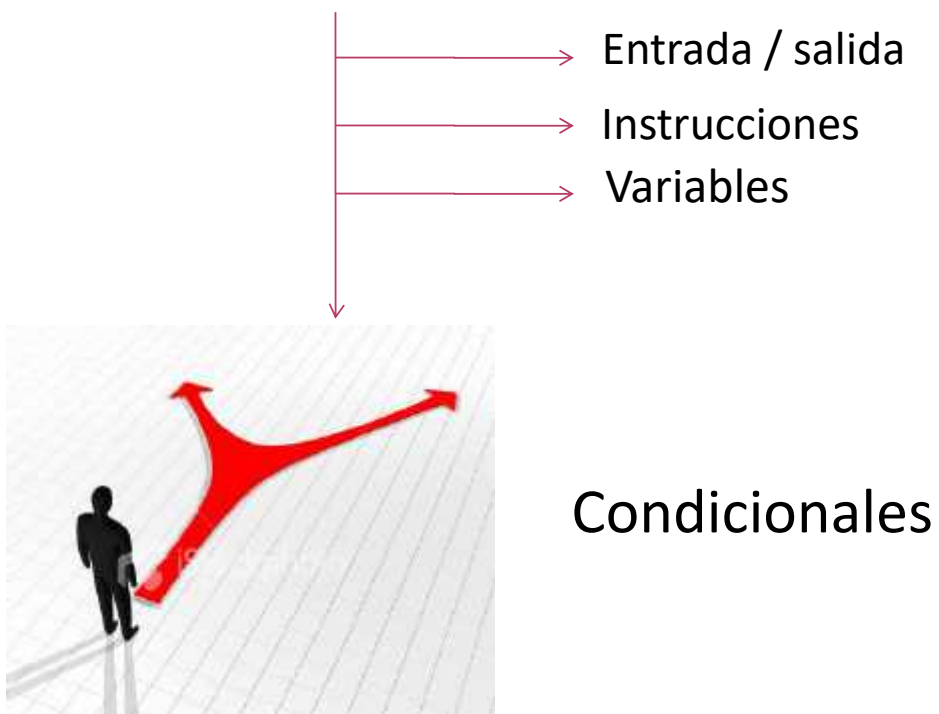 Entrada / salida
Instrucciones
Variables
Condicionales